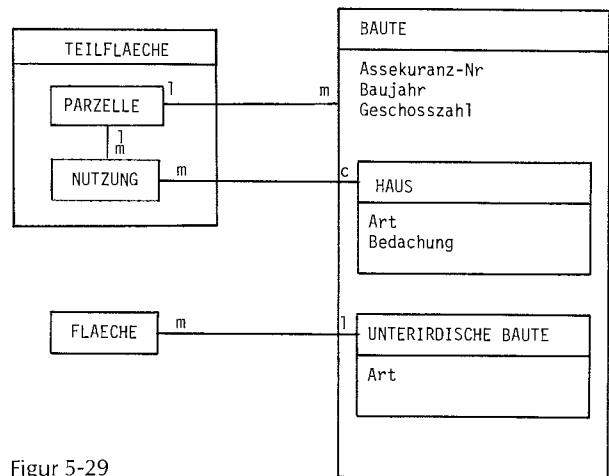 TEILFLAECHE
PARZELLE
1
1
m
NUTZUNG
m
BAUTE
Assekuranz-Nr
Baujahr
Geschosszahl
m
c
HAUS
Art
Bedachung
FLAECHE
m
1
UNTERIRDISCHE BAUTE
Art
Figur 5-29